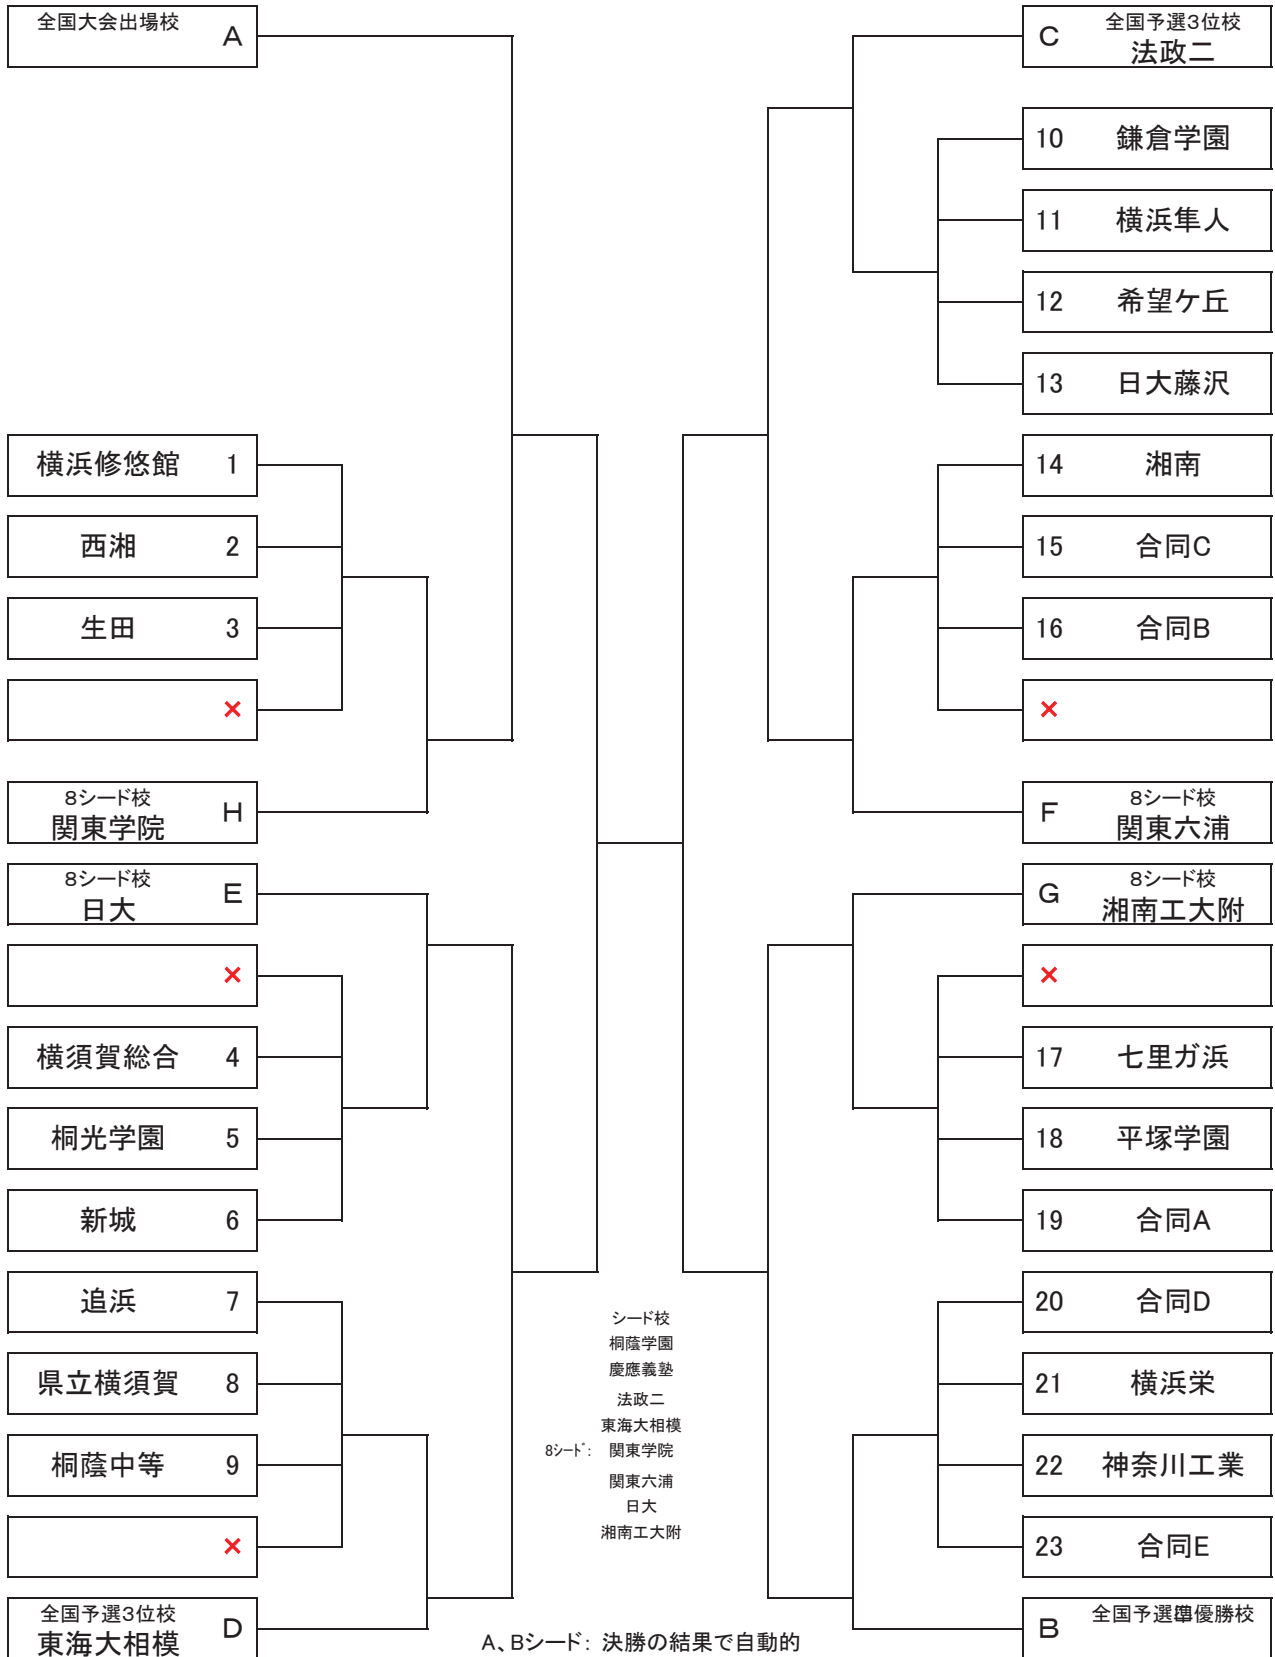 全国大会出場校
A
横浜修悠館 1
西湘 2
生田 3
×
8シード校
関東学院 H
8シード校
日大 E
×
横須賀総合 4
桐光学園 5
新城 6
追浜 7
県立横須賀 8
桐蔭中等 9
×
全国予選3位校
東海大相模 D
シード校
桐蔭学園
慶應義塾
法政二
東海大相模
8シード: 関東学院
関東六浦
日大
湘南工大附
A、Bシード: 決勝の結果で自動的
全国予選3位校
C 法政二
10 鎌倉学園
11 横浜隼人
12 希望ケ丘
13 日大藤沢
14 湘南
15 合同C
16 合同B
×
8シード校
F 関東六浦
8シード校
G 湘南工大附
×
17 七里ガ浜
18 平塚学園
19 合同A
20 合同D
21 横浜栄
22 神奈川工業
23 合同E
全国予選準優勝校
B